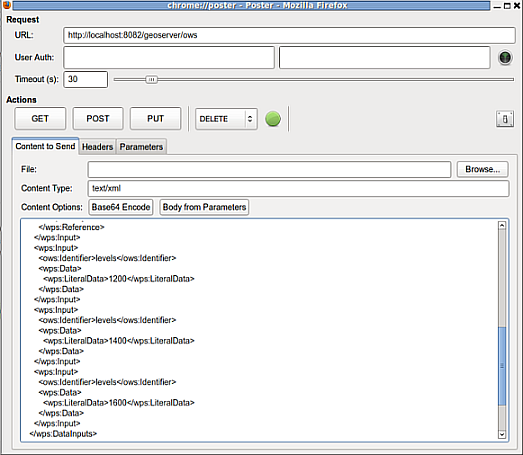 chrome://poster - Poster - Mozilla Firefox
Request
URL: http://localhost:8082/geoserver/ows
User Auth:
Timeout (s): 30
Actions
GET POST PUT DELETE
Content to Send Headers Parameters
File: Browse...
Content Type: text/xml
Content Options: Base64 Encode Body from Parameters
</wps:Reference>
</wps:Input>
<wps:Input>
<ows:Identifier>levels</ows:Identifier>
<wps:Data>
<wps:LiteralData>1200</wps:LiteralData>
</wps:Data>
</wps:Input>
<wps:Input>
<ows:Identifier>levels</ows:Identifier>
<wps:Data>
<wps:LiteralData>1400</wps:LiteralData>
</wps:Data>
</wps:Input>
<wps:Input>
<ows:Identifier>levels</ows:Identifier>
<wps:Data>
<wps:LiteralData>1600</wps:LiteralData>
</wps:Data>
</wps:Input>
</wps:DataInputs>